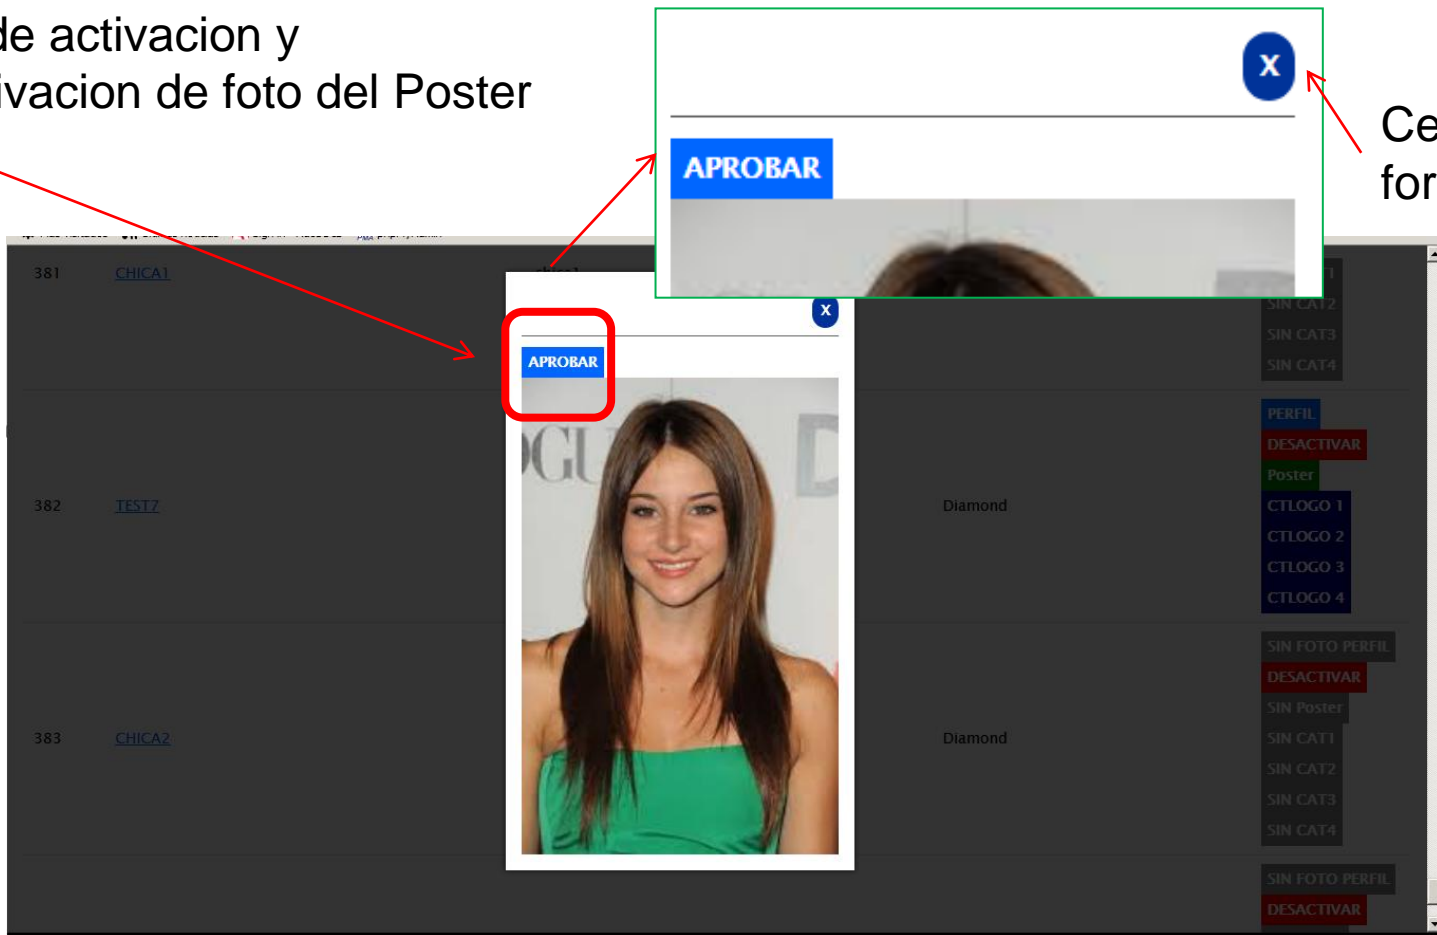 de activacion y
ivacion de foto del Poster
X
APROBAR
Ce
for
381 CHICA1
SIN CAT2
SIN CAT3
SIN CAT4
X
APROBAR
OGU
D
382 TEST7 Diamond
PERFIL
DESACTIVAR
Poster
CTLOGO 1
CTLOGO 2
CTLOGO 3
CTLOGO 4
383 CHICA2 Diamond
SIN FOTO PERFIL
DESACTIVAR
SIN Poster
SIN CAT1
SIN CAT2
SIN CAT3
SIN CAT4
SIN FOTO PERFIL
DESACTIVAR